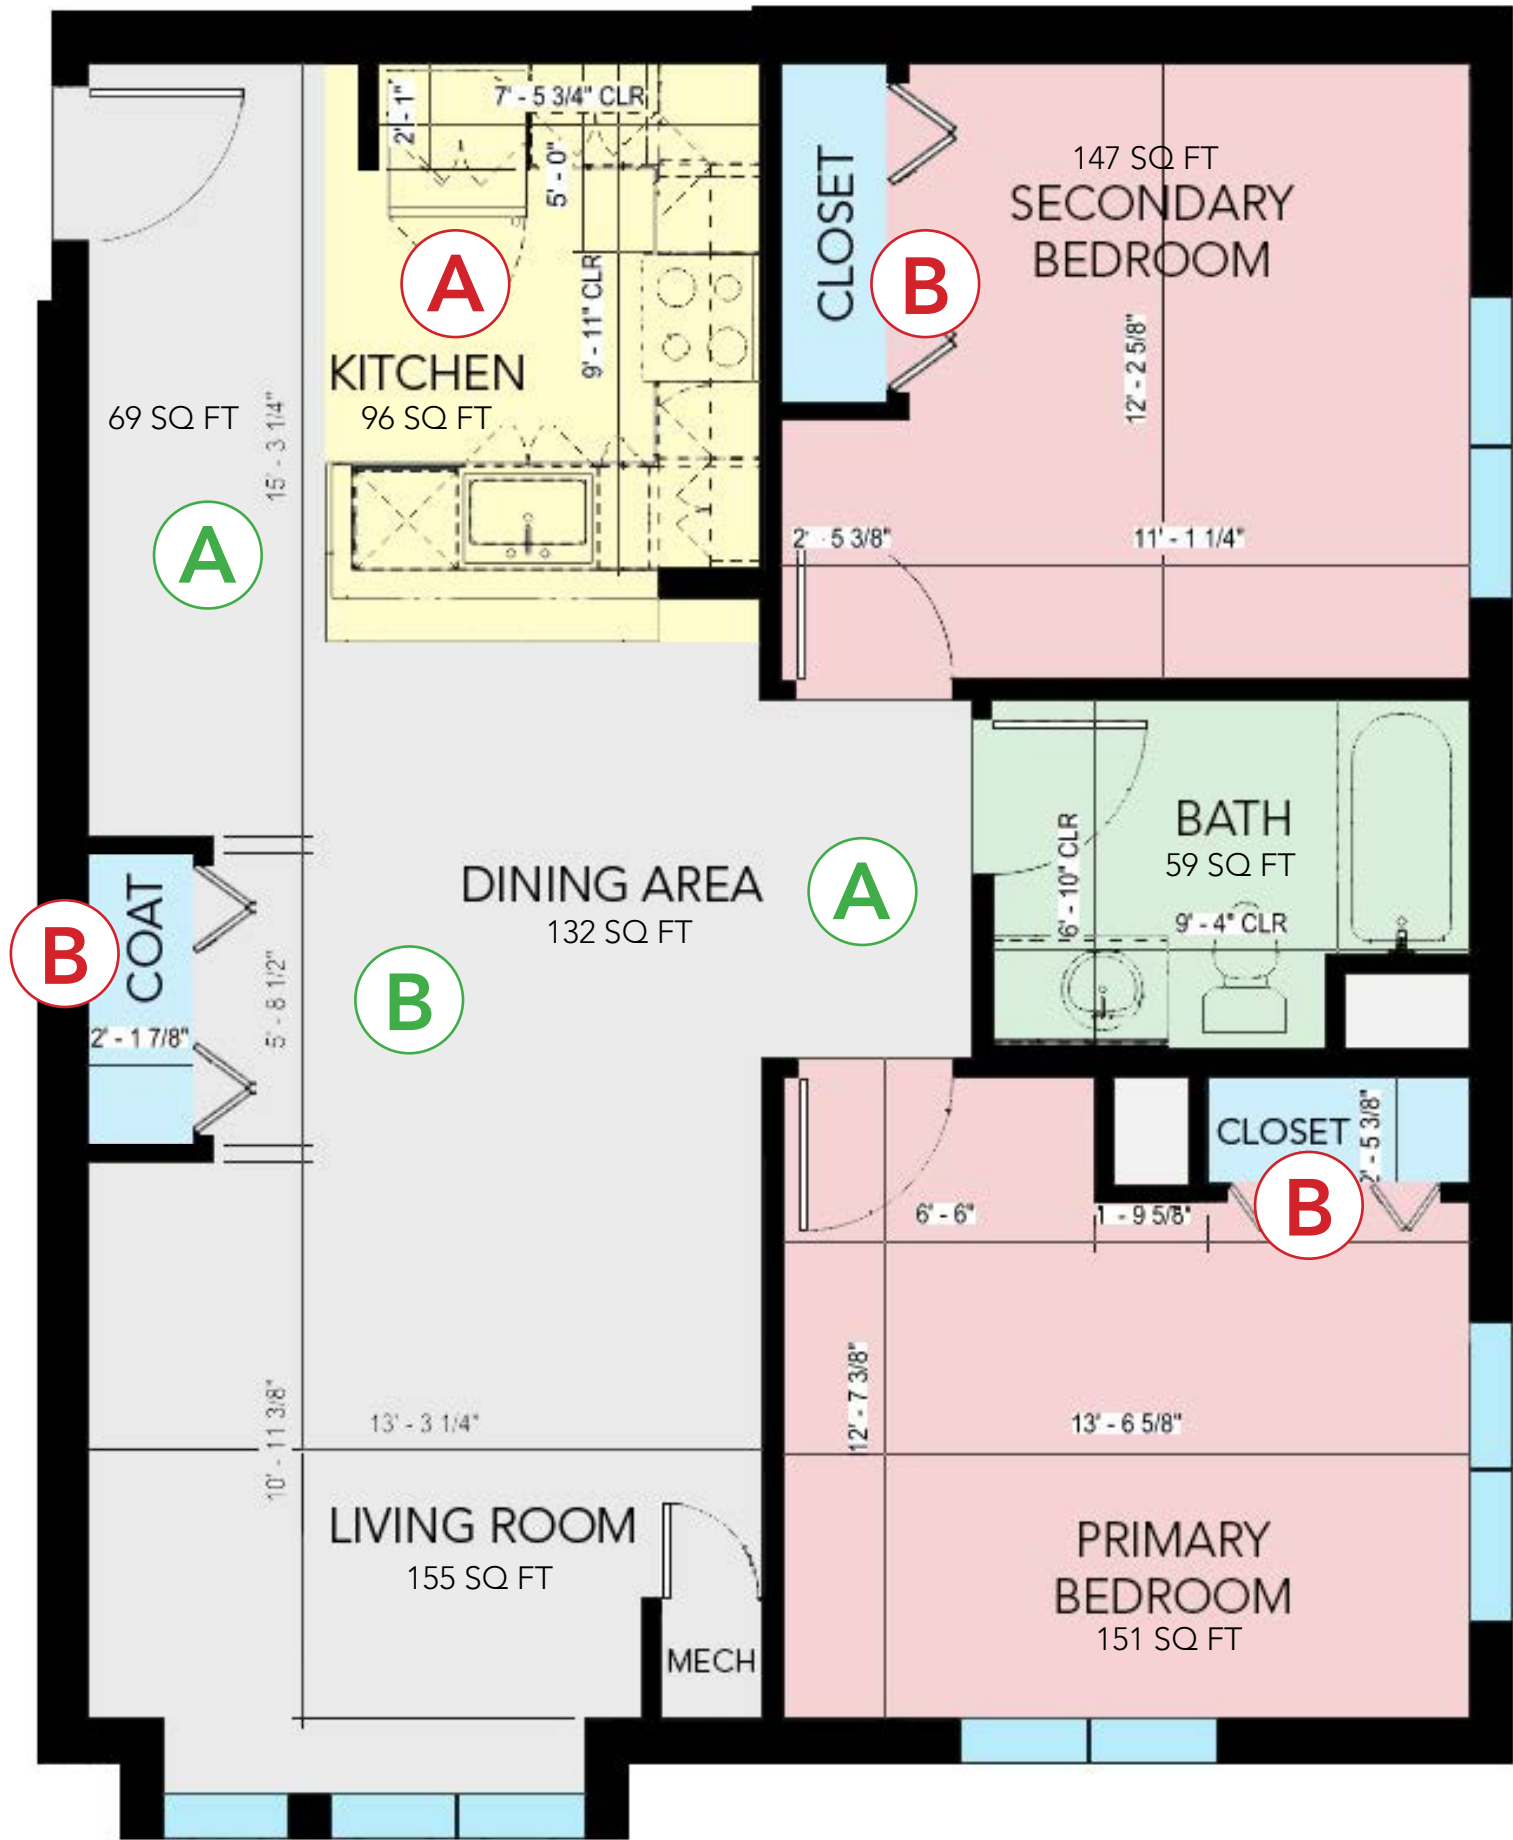 2' - 1"
7' - 5 3/4" CLR
5' - 0"
9' - 11" CLR
A
KITCHEN
96 SQ FT
69 SQ FT
15' - 3 1/4"
A
CLOSET
B
147 SQ FT
SECONDARY
BEDROOM
12' - 2 5/8"
2' - 5 3/8"
11' - 1 1/4"
B
COAT
2' - 1 7/8"
5' - 8 1/2"
DINING AREA
132 SQ FT
B
A
BATH
59 SQ FT
6' - 10" CLR
9' - 4" CLR
CLOSET
2' - 5 3/8"
B
6' - 6"
1 - 9 5/8"
12' - 7 3/8"
13' - 6 5/8"
PRIMARY
BEDROOM
151 SQ FT
13' - 3 1/4"
10' - 11 3/8"
LIVING ROOM
155 SQ FT
MECH